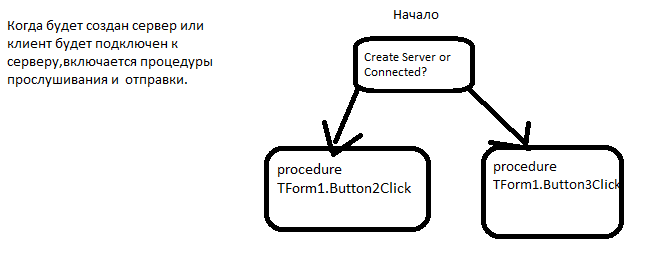 Когда будет создан сервер или
клиент будет подключен к
серверу,включается процедуры
прослушивания и отправки.
Начало
Create Server or
Connected?
procedure
TForm1.Button2Click
procedure
TForm1.Button3Click